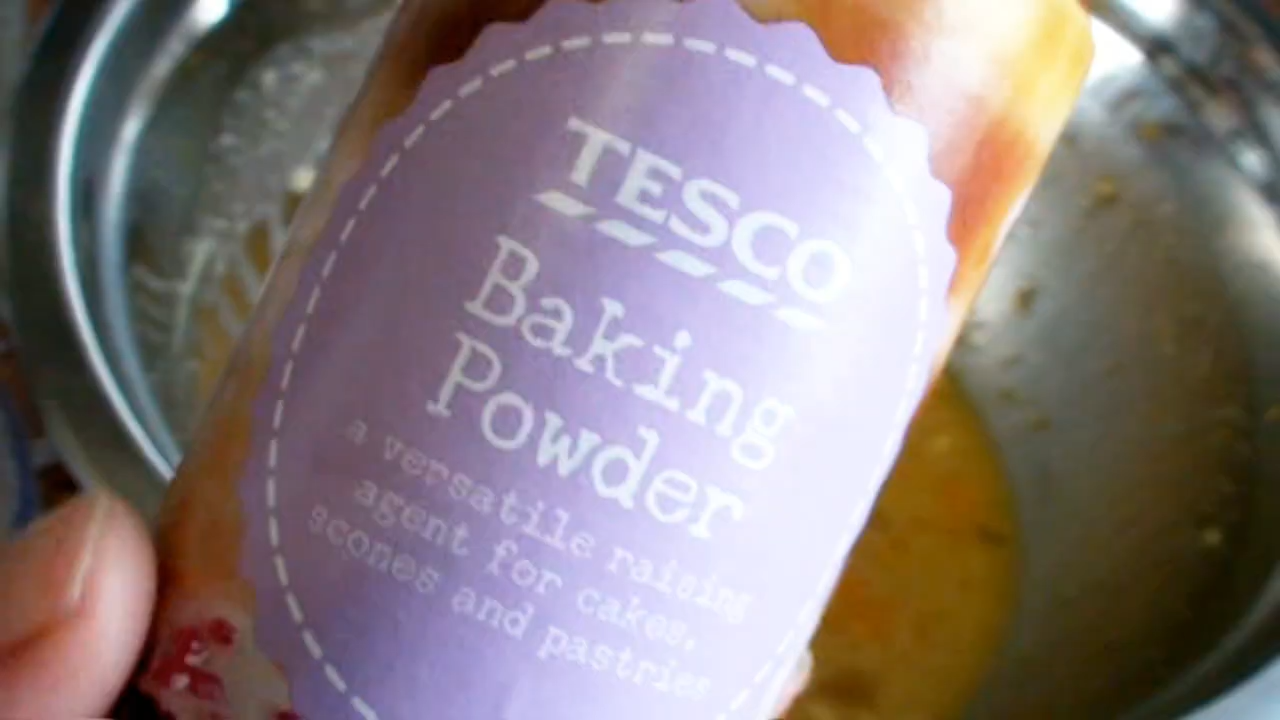 TESCO
Baking
Powder
a versatile raising
agent for cakes,
scones and pastries